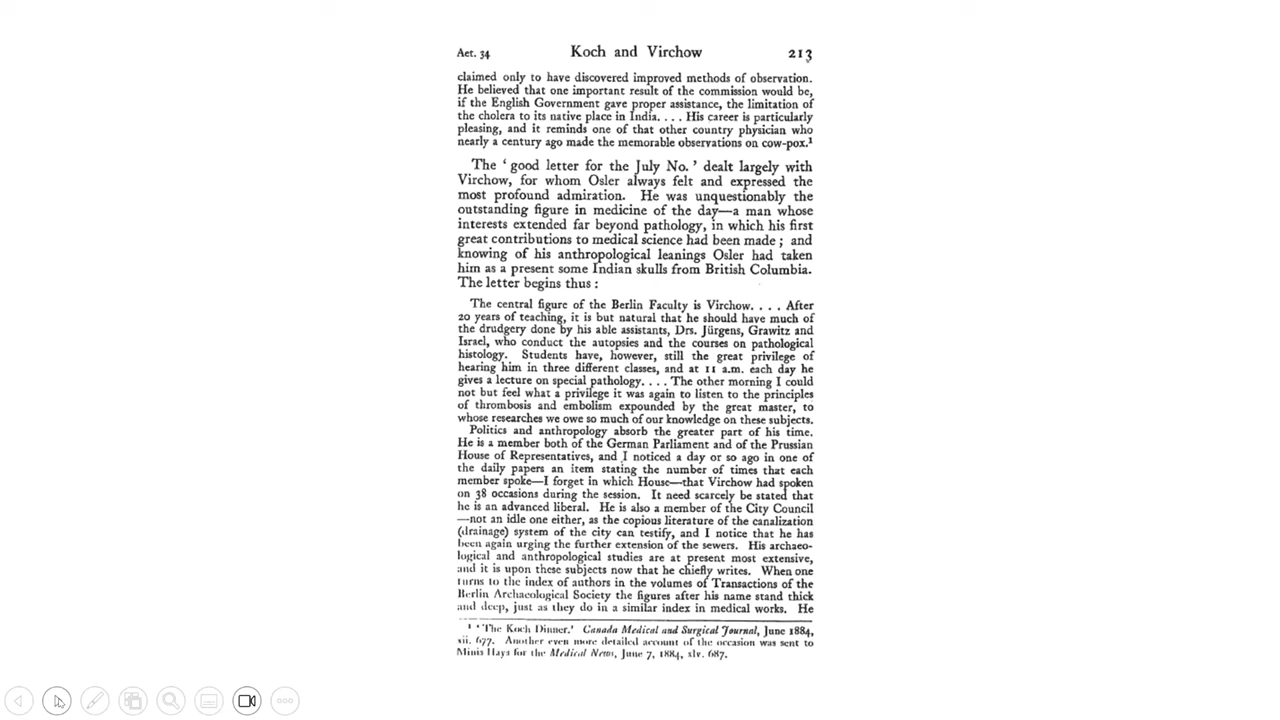 Aet. 34 Koch and Virchow 213
claimed only to have discovered improved methods of observation.
He believed that one important result of the commission would be,
if the English Government gave proper assistance, the limitation of
the cholera to its native place in India. . . . His career is particularly
pleasing, and it reminds one of that other country physician who
nearly a century ago made the memorable observations on cow-pox.¹
The ‘ good letter for the July No. ’ dealt largely with
Virchow, for whom Osler always felt and expressed the
most profound admiration. He was unquestionably the
outstanding figure in medicine of the day—a man whose
interests extended far beyond pathology, in which his first
great contributions to medical science had been made ; and
knowing of his anthropological leanings Osler had taken
him as a present some Indian skulls from British Columbia.
The letter begins thus :
The central figure of the Berlin Faculty is Virchow. . . . After
20 years of teaching, it is but natural that he should have much of
the drudgery done by his able assistants, Drs. Jürgens, Grawitz and
Israel, who conduct the autopsies and the courses on pathological
histology. Students have, however, still the great privilege of
hearing him in three different classes, and at 11 a.m. each day he
gives a lecture on special pathology. . . . The other morning I could
not but feel what a privilege it was again to listen to the principles
of thrombosis and embolism expounded by the great master, to
whose researches we owe so much of our knowledge on these subjects.
Politics and anthropology absorb the greater part of his time.
He is a member both of the German Parliament and of the Prussian
House of Representatives, and I noticed a day or so ago in one of
the daily papers an item stating the number of times that each
member spoke—I forget in which House—that Virchow had spoken
on 38 occasions during the session. It need scarcely be stated that
he is an advanced liberal. He is also a member of the City Council
—not an idle one either, as the copious literature of the canalization
(drainage) system of the city can testify, and I notice that he has
been again urging the further extension of the sewers. His archaeo-
logical and anthropological studies are at present most extensive,
and it is upon these subjects now that he chiefly writes. When one
turns to the index of authors in the volumes of Transactions of the
Berlin Archaeological Society the figures after his name stand thick
and deep, just as they do in a similar index in medical works. He
¹ ‘ The Koch Dinner.’ Canada Medical and Surgical Journal, June 1884,
xii. 677. Another even more detailed account of the occasion was sent to
Minis Hays for the Medical News, June 7, 1884, xlv. 687.